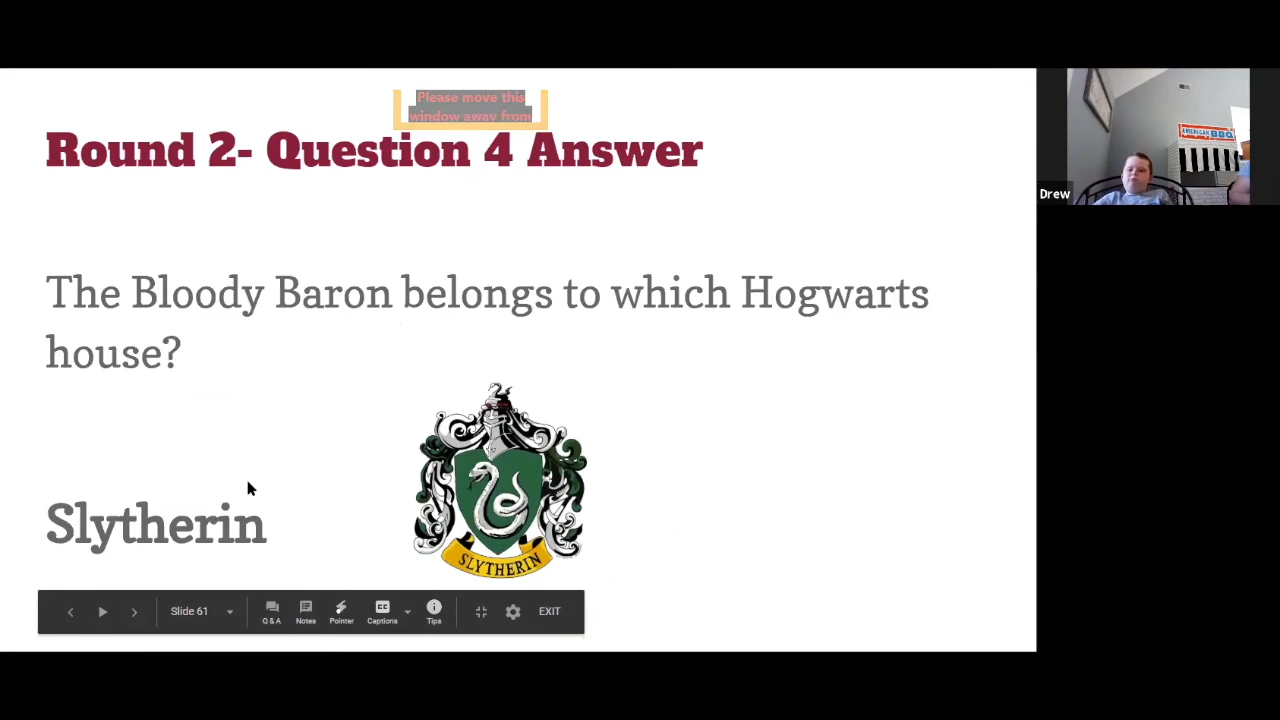 Please move this
window away from
Round 2- Question 4 Answer
AMERICAN BBQ
Drew
The Bloody Baron belongs to which Hogwarts
house?
Slytherin
SLYTHERIN
Slide 61
Q & A
Notes
Pointer
CC
Captions
Tips
EXIT